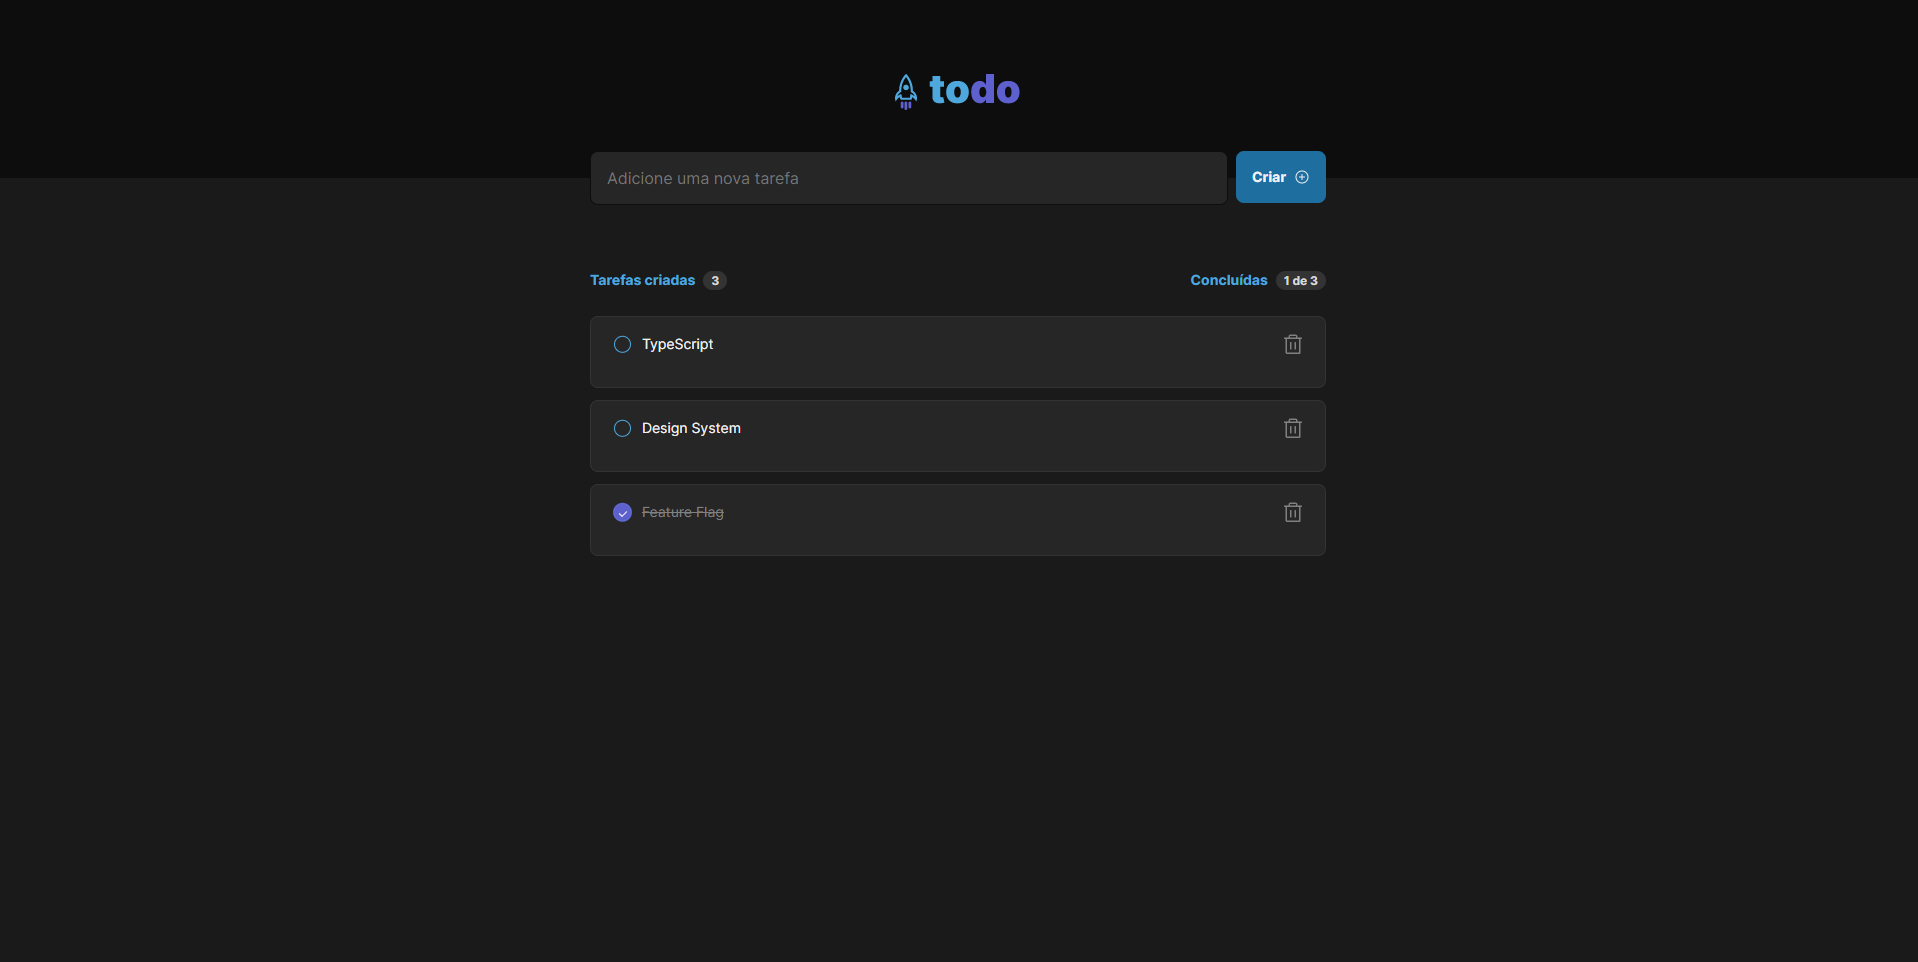 todo
Adicione uma nova tarefa
Criar
Tarefas criadas 3
Concluídas 1 de 3
TypeScript
Design System
Feature Flag